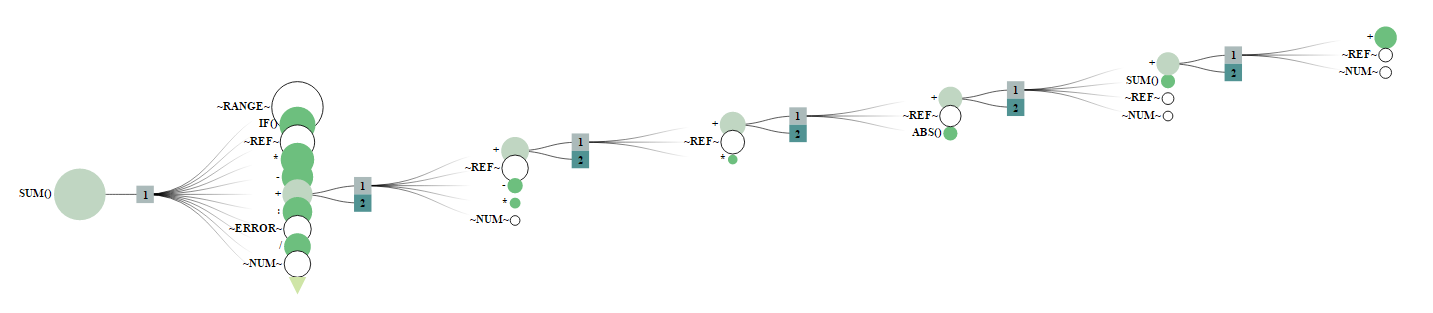 SUM()
1
~RANGE~
IF()
~REF~
*
-
+
:
~ERROR~
/
~NUM~
1
2
+
~REF~
-
*
~NUM~
1
2
+
~REF~
*
1
2
+
~REF~
ABS()
1
2
+
SUM()
~REF~
~NUM~
1
2
+
~REF~
~NUM~